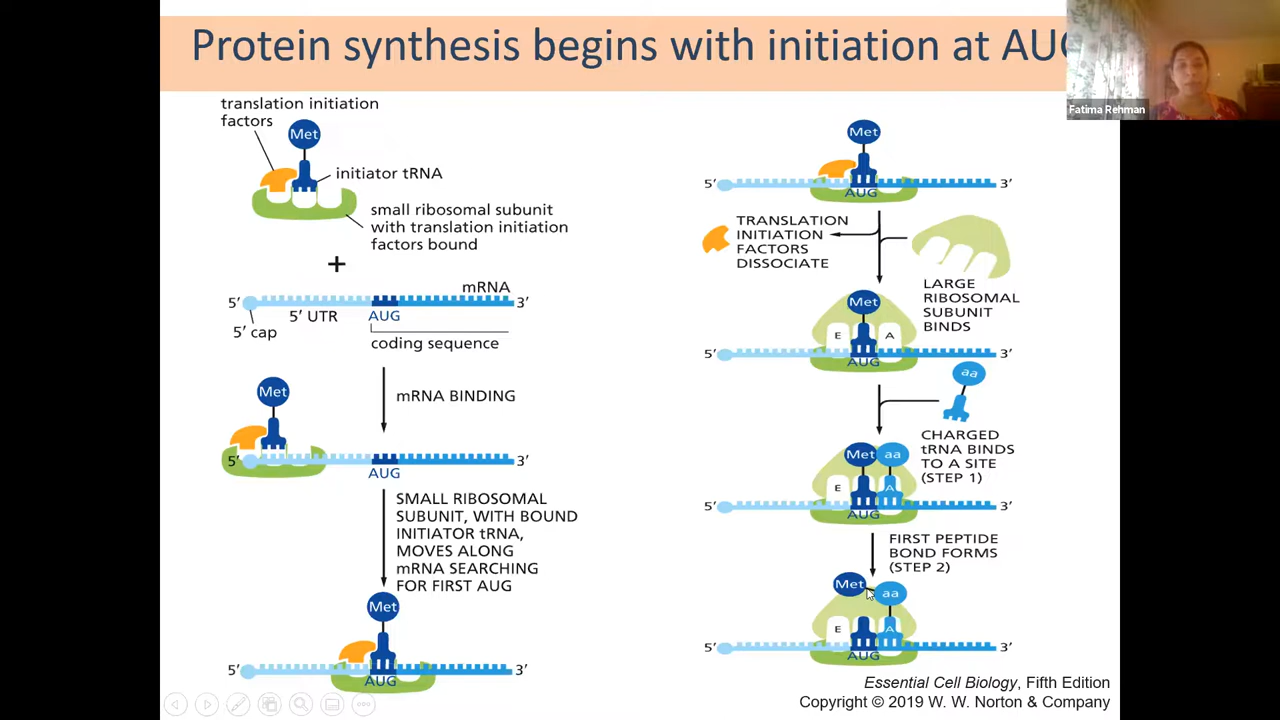 Protein synthesis begins with initiation at AUG
Fatima Rehman
translation initiation
factors
Met
initiator tRNA
small ribosomal subunit
with translation initiation
factors bound
+
mRNA
5′ 3′
5′ UTR AUG
5′ cap
coding sequence
mRNA BINDING
Met
5′ 3′
AUG
SMALL RIBOSOMAL
SUBUNIT, WITH BOUND
INITIATOR tRNA,
MOVES ALONG
mRNA SEARCHING
FOR FIRST AUG
Met
5′ 3′
AUG
Met
5′ 3′
AUG
TRANSLATION
INITIATION
FACTORS
DISSOCIATE
LARGE
RIBOSOMAL
SUBUNIT
BINDS
Met
E A
5′ 3′
AUG
aa
CHARGED
tRNA BINDS
TO A SITE
(STEP 1)
Met aa
E A
5′ 3′
AUG
FIRST PEPTIDE
BOND FORMS
(STEP 2)
Met aa
E A
5′ 3′
AUG
Essential Cell Biology, Fifth Edition
Copyright © 2019 W. W. Norton & Company